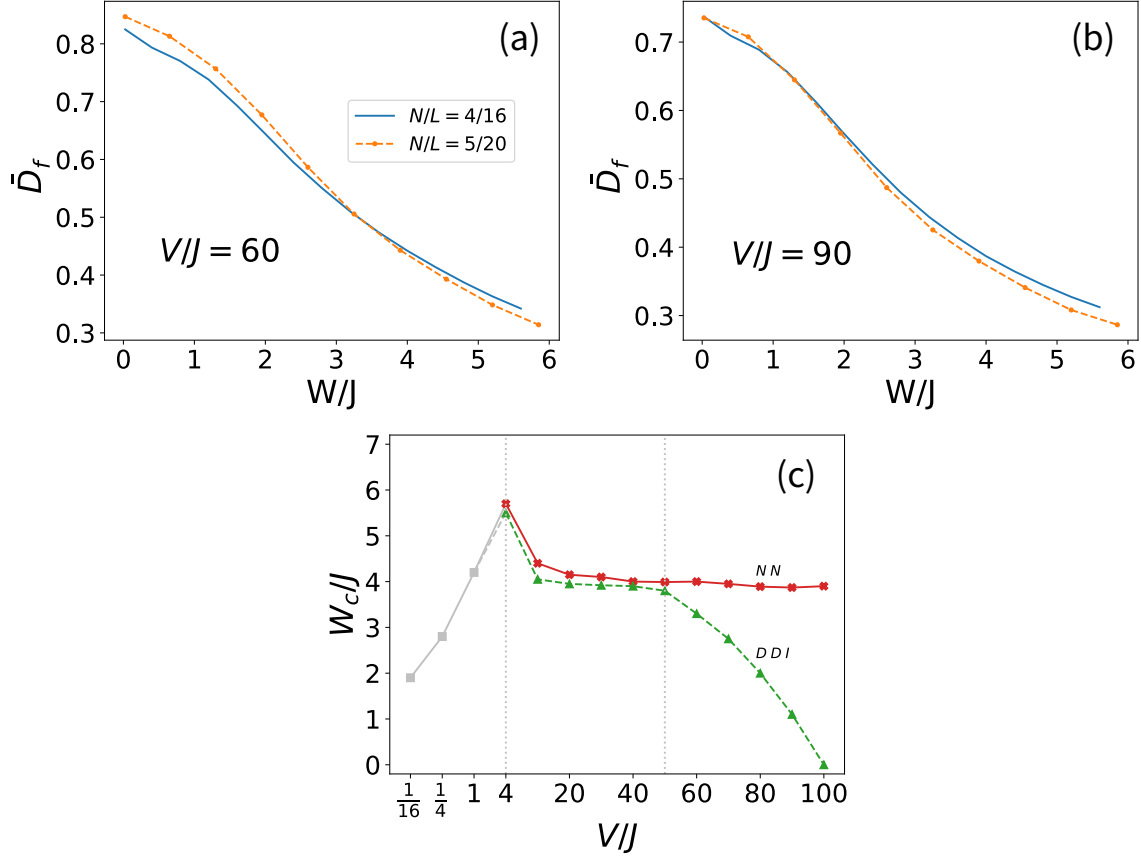 (a)
0.8
0.7
0.6
0.5
0.4
0.3
D̄_f
N/L = 4/16
N/L = 5/20
V/J = 60
0 1 2 3 4 5 6
W/J
(b)
0.7
0.6
0.5
0.4
0.3
D̄_f
V/J = 90
0 1 2 3 4 5 6
W/J
(c)
7
6
5
4
3
2
1
0
W_c/J
NN
DDI
1/16 1/4 1 4 20 40 60 80 100
V/J